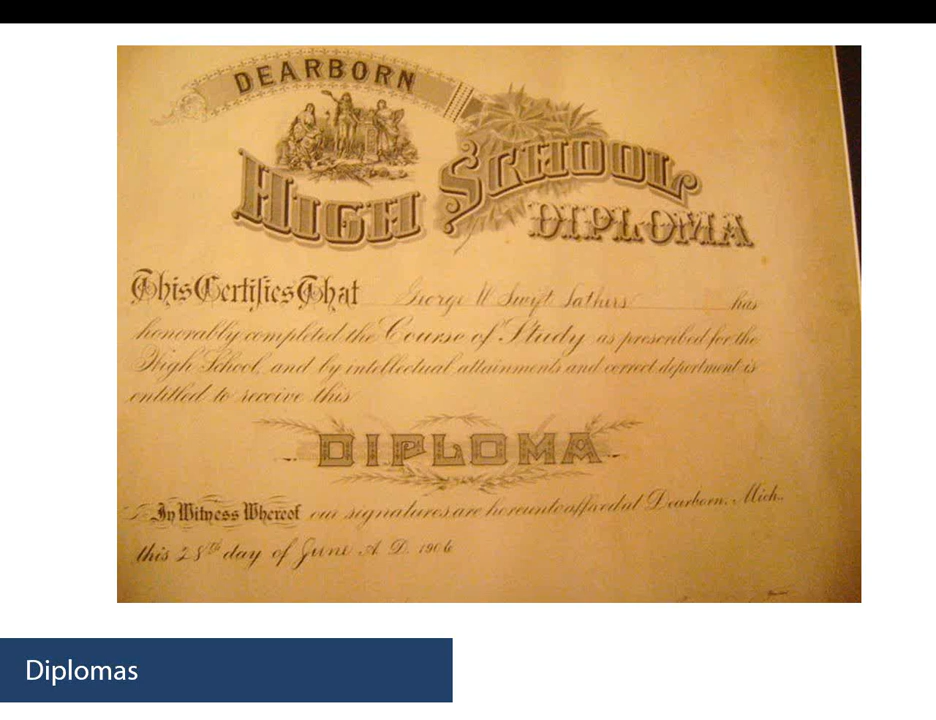 DEARBORN
HIGH SCHOOL
DIPLOMA
This Certifies That George W Swift Sathers has
honorably completed the Course of Study as prescribed for the
High School, and by intellectual attainments and correct deportment is
entitled to receive this
DIPLOMA
In Witness Whereof our signatures are hereunto affixed at Dearborn, Mich.
this 28th day of June A. D. 1906
Diplomas